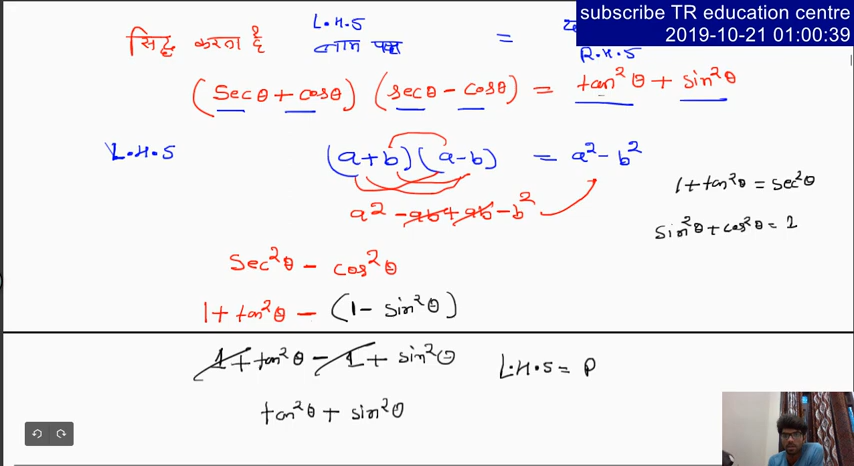 subscribe TR education centre
2019-10-21 01:00:39
सिद्ध करना है L.H.S = R.H.S
(Secθ + cosθ) (secθ - cosθ) = tan²θ + sin²θ
L.H.S (a+b)(a-b) = a² - b²
a² - ab + ab - b²
1 + tan²θ = sec²θ
sin²θ + cos²θ = 1
Sec²θ - cos²θ
1 + tan²θ - (1 - sin²θ)
1 + tan²θ - 1 + sin²θ
L.H.S = P
tan²θ + sin²θ